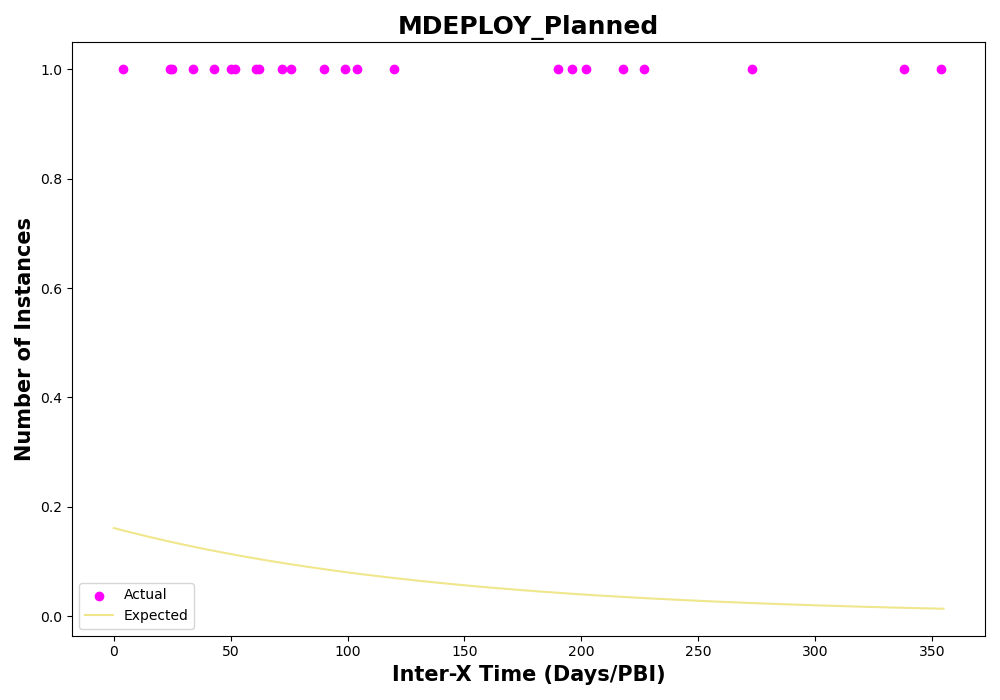 MDEPLOY_Planned
Number of Instances
1.0
0.8
0.6
0.4
0.2
0.0
Actual
Expected
0 50 100 150 200 250 300 350
Inter-X Time (Days/PBI)